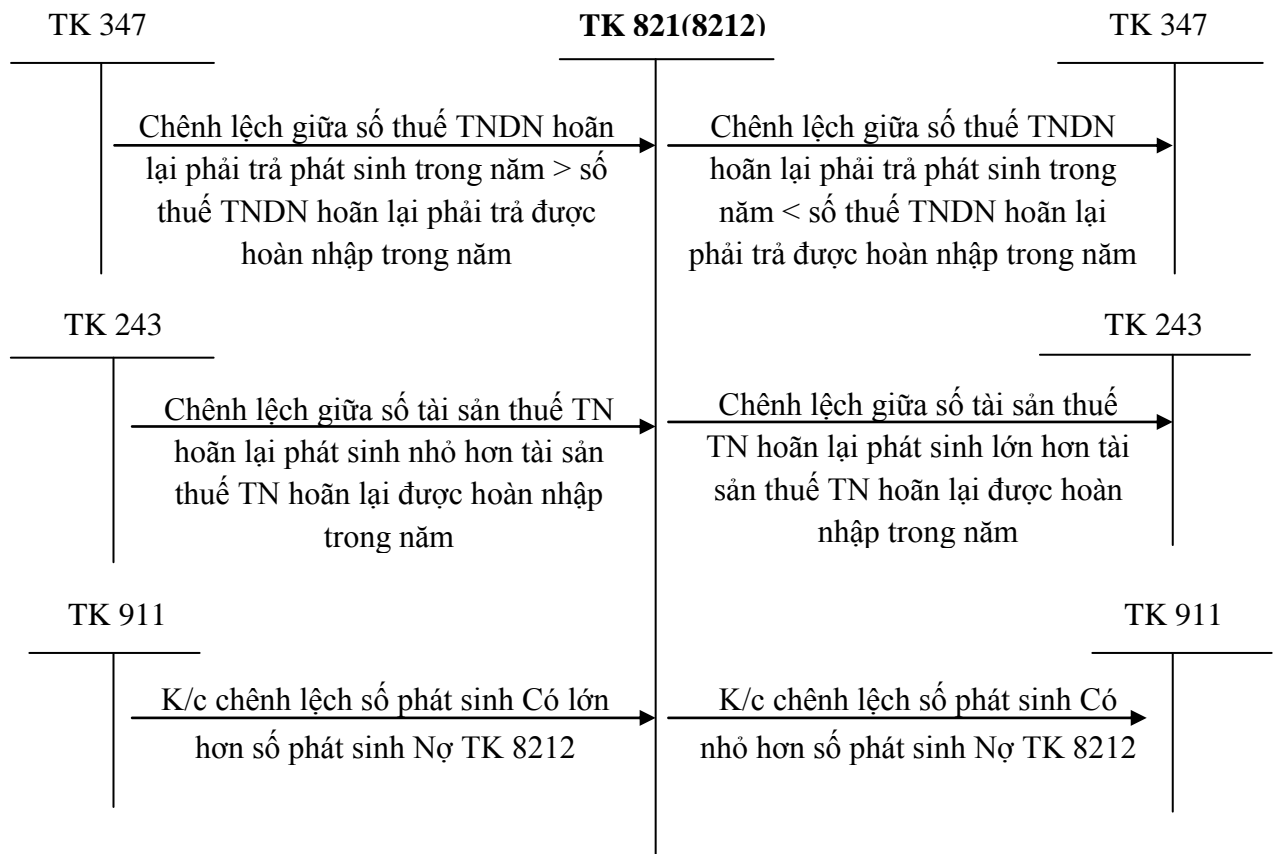 TK 347
TK 821(8212)
TK 347
Chênh lệch giữa số thuế TNDN hoãn
lại phải trả phát sinh trong năm > số
thuế TNDN hoãn lại phải trả được
hoàn nhập trong năm
Chênh lệch giữa số thuế TNDN
hoãn lại phải trả phát sinh trong
năm < số thuế TNDN hoãn lại
phải trả được hoàn nhập trong năm
TK 243
TK 243
Chênh lệch giữa số tài sản thuế TN
hoãn lại phát sinh nhỏ hơn tài sản
thuế TN hoãn lại được hoàn nhập
trong năm
Chênh lệch giữa số tài sản thuế
TN hoãn lại phát sinh lớn hơn tài
sản thuế TN hoãn lại được hoàn
nhập trong năm
TK 911
TK 911
K/c chênh lệch số phát sinh Có lớn
hơn số phát sinh Nợ TK 8212
K/c chênh lệch số phát sinh Có
nhỏ hơn số phát sinh Nợ TK 8212